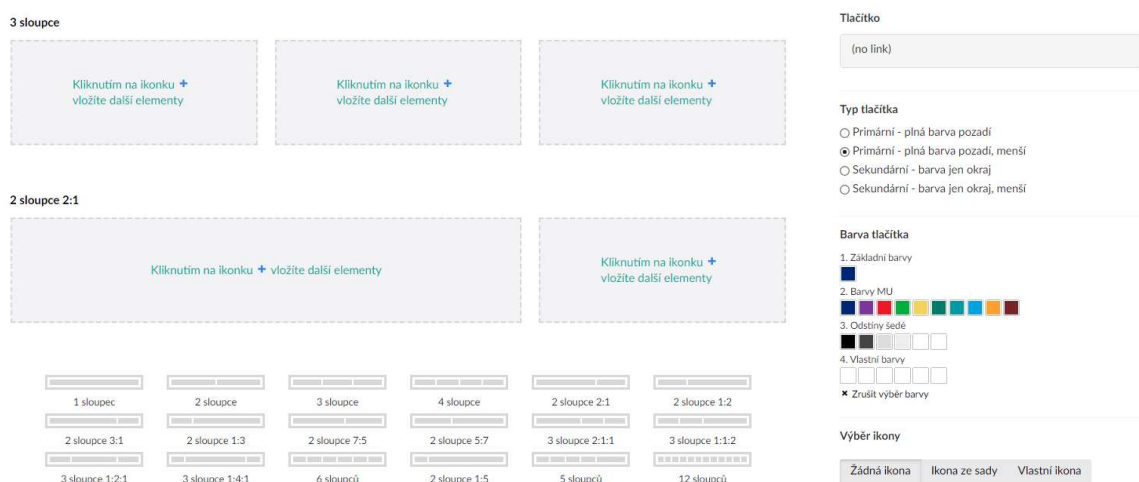 3 sloupce
Kliknutím na ikonku +
vložíte další elementy
Kliknutím na ikonku +
vložíte další elementy
Kliknutím na ikonku +
vložíte další elementy
2 sloupce 2:1
Kliknutím na ikonku + vložíte další elementy
Kliknutím na ikonku +
vložíte další elementy
1 sloupec
2 sloupce
3 sloupce
4 sloupce
2 sloupce 2:1
2 sloupce 1:2
2 sloupce 3:1
2 sloupce 1:3
2 sloupce 7:5
2 sloupce 5:7
3 sloupce 2:1:1
3 sloupce 1:1:2
3 sloupce 1:2:1
3 sloupce 1:4:1
6 sloupců
2 sloupce 1:5
5 sloupců
12 sloupců
Tlačítko
(no link)
Typ tlačítka
Primární - plná barva pozadí
Primární - plná barva pozadí, menší
Sekundární - barva jen okraj
Sekundární - barva jen okraj, menší
Barva tlačítka
1. Základní barvy
2. Barvy MU
3. Odstíny šedé
4. Vlastní barvy
✖ Zrušit výběr barvy
Výběr ikony
Žádná ikona Ikona ze sady Vlastní ikona